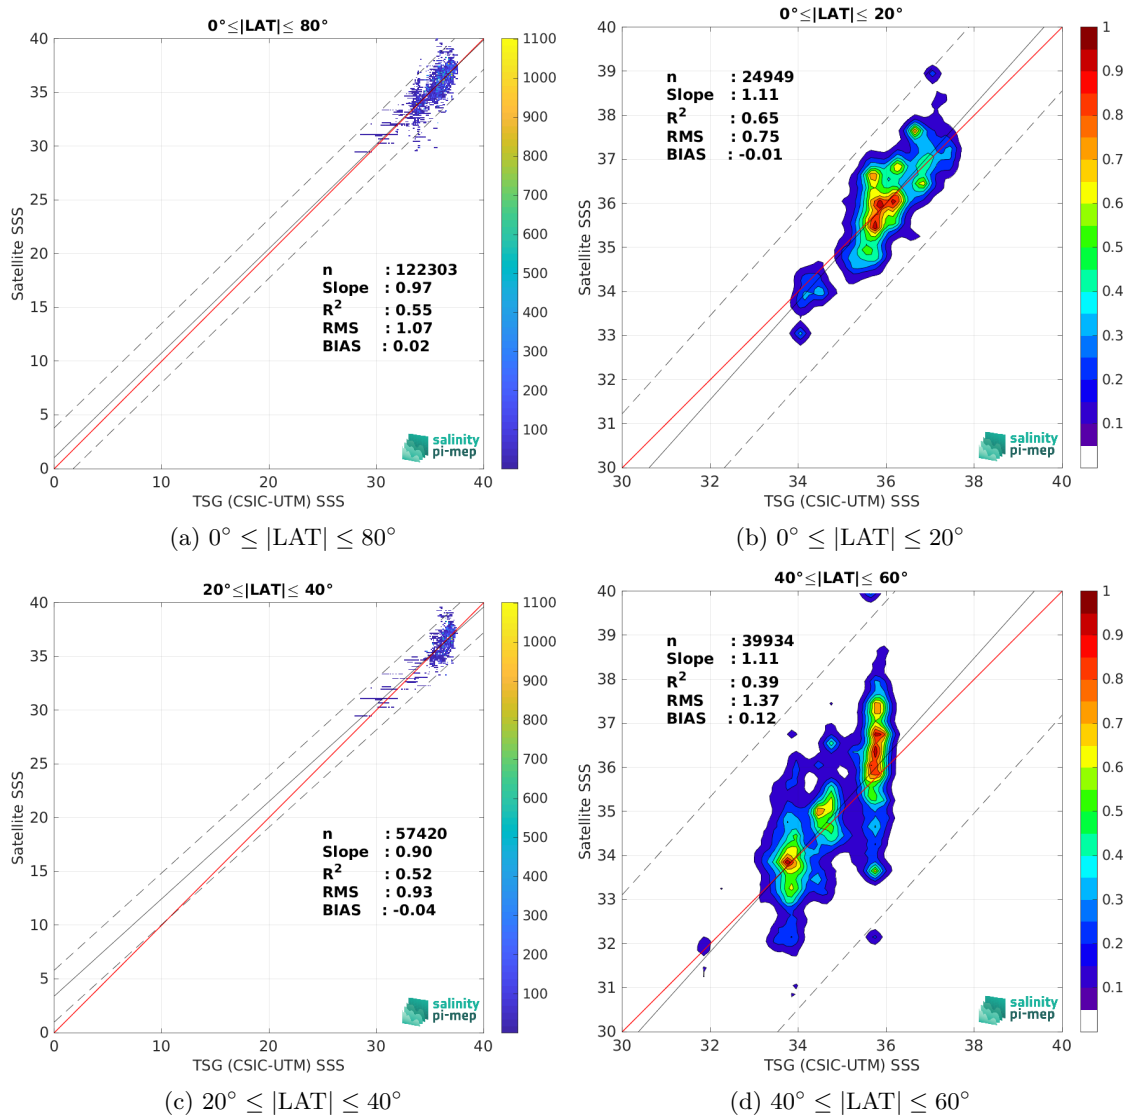 0°≤|LAT|≤ 80°
40
35
30
25
20
15
10
5
0
0
10
20
30
40
Satellite SSS
TSG (CSIC-UTM) SSS
n : 122303
Slope : 0.97
R² : 0.55
RMS : 1.07
BIAS : 0.02
1100
1000
900
800
700
600
500
400
300
200
100
salinity
pi-mep
(a) 0° ≤ |LAT| ≤ 80°
0°≤|LAT|≤ 20°
40
39
38
37
36
35
34
33
32
31
30
30
32
34
36
38
40
Satellite SSS
TSG (CSIC-UTM) SSS
n : 24949
Slope : 1.11
R² : 0.65
RMS : 0.75
BIAS : -0.01
1
0.9
0.8
0.7
0.6
0.5
0.4
0.3
0.2
0.1
salinity
pi-mep
(b) 0° ≤ |LAT| ≤ 20°
20°≤|LAT|≤ 40°
40
35
30
25
20
15
10
5
0
0
10
20
30
40
Satellite SSS
TSG (CSIC-UTM) SSS
n : 57420
Slope : 0.90
R² : 0.52
RMS : 0.93
BIAS : -0.04
1100
1000
900
800
700
600
500
400
300
200
100
salinity
pi-mep
(c) 20° ≤ |LAT| ≤ 40°
40°≤|LAT|≤ 60°
40
39
38
37
36
35
34
33
32
31
30
30
32
34
36
38
40
Satellite SSS
TSG (CSIC-UTM) SSS
n : 39934
Slope : 1.11
R² : 0.39
RMS : 1.37
BIAS : 0.12
1
0.9
0.8
0.7
0.6
0.5
0.4
0.3
0.2
0.1
salinity
pi-mep
(d) 40° ≤ |LAT| ≤ 60°